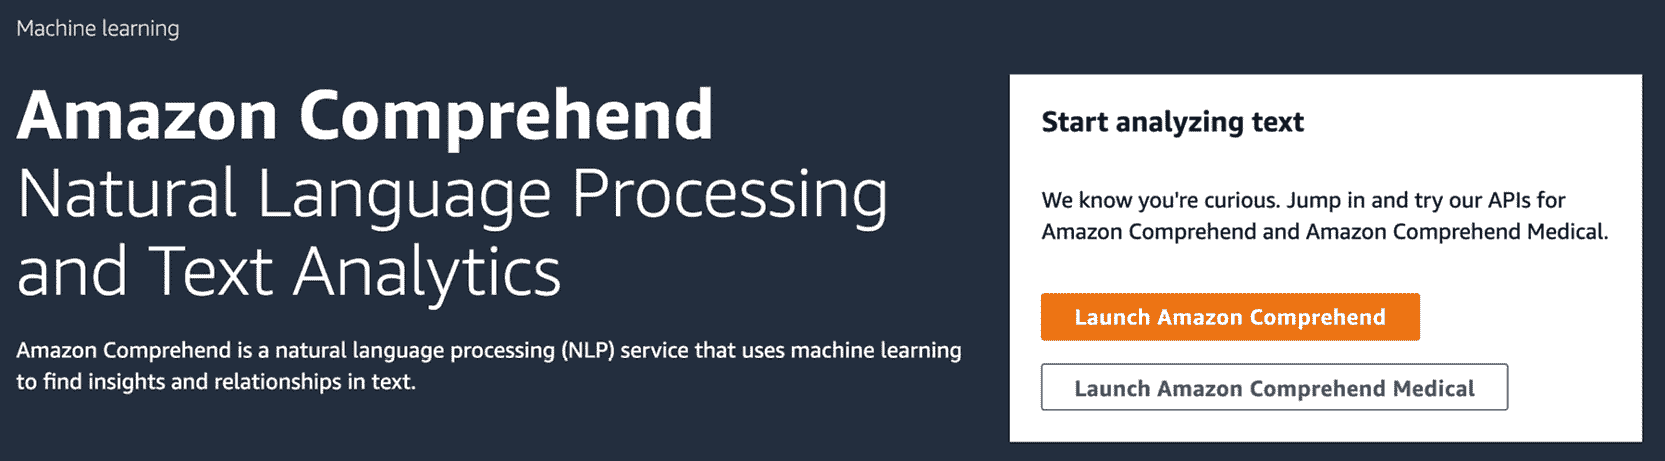 Machine learning
Amazon Comprehend
Natural Language Processing
and Text Analytics
Amazon Comprehend is a natural language processing (NLP) service that uses machine learning
to find insights and relationships in text.
Start analyzing text
We know you're curious. Jump in and try our APIs for
Amazon Comprehend and Amazon Comprehend Medical.
Launch Amazon Comprehend
Launch Amazon Comprehend Medical